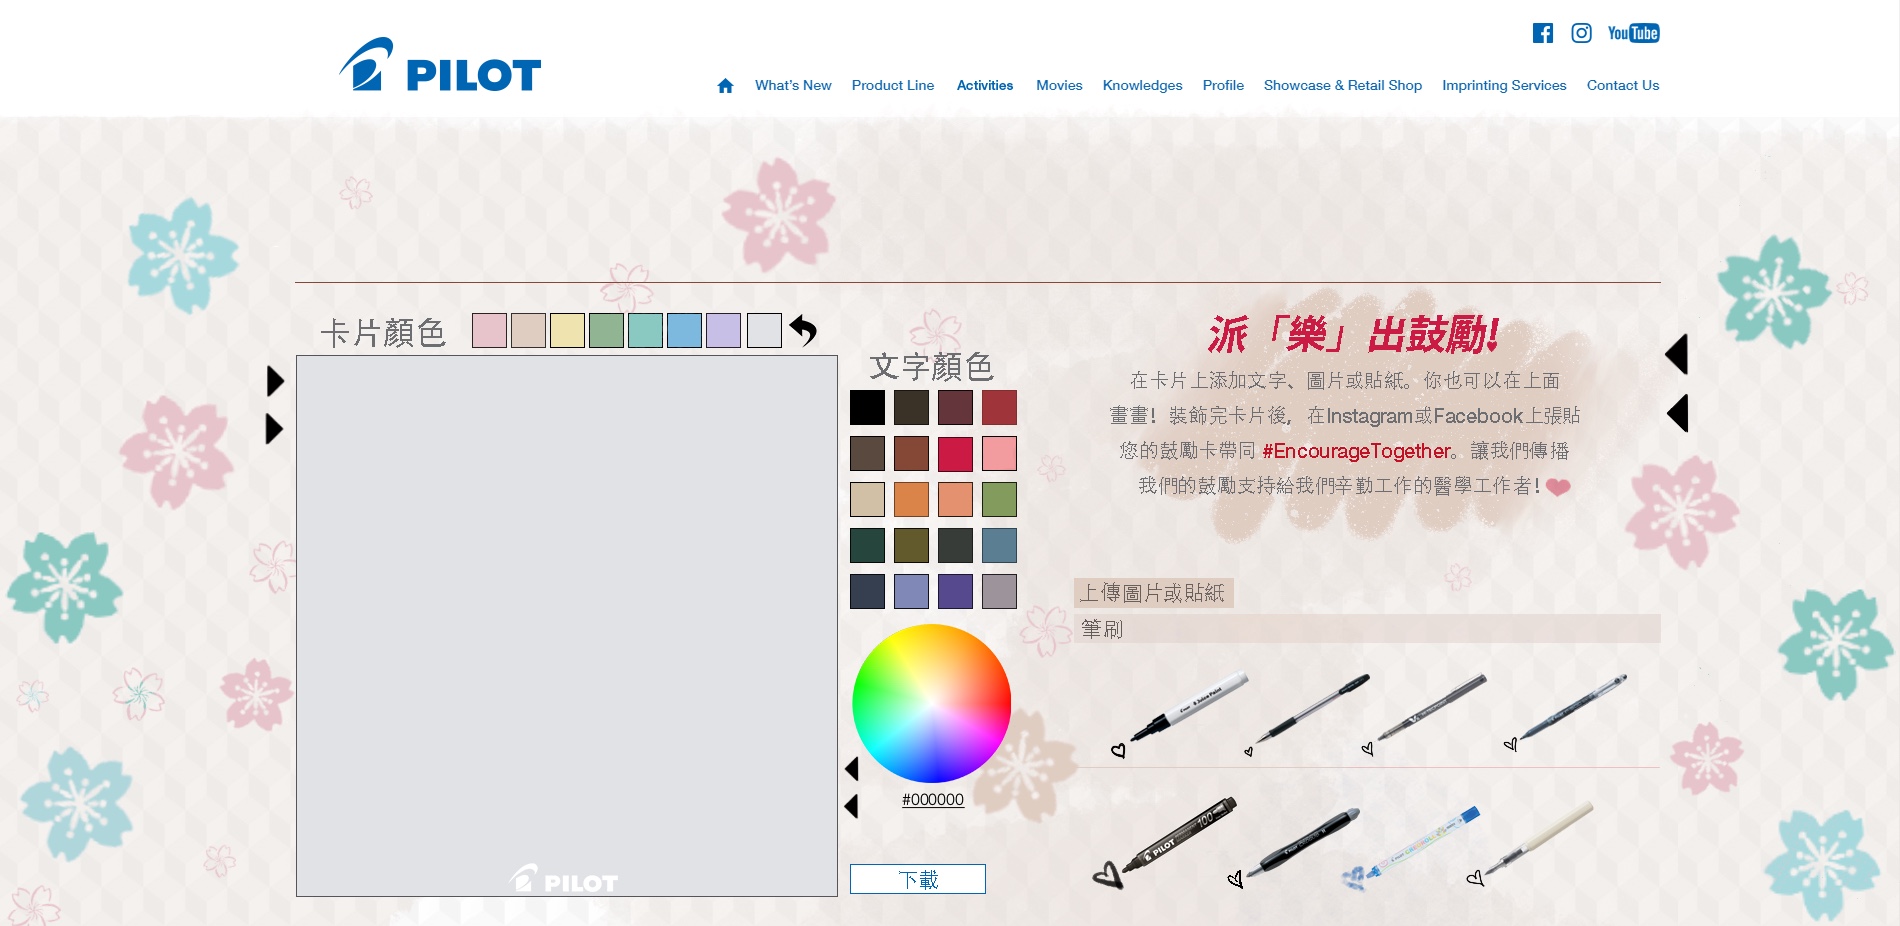 PILOT
YouTube
What's New
Product Line
Activities
Movies
Knowledges
Profile
Showcase & Retail Shop
Imprinting Services
Contact Us
卡片顏色
文字顏色
#000000
下載
PILOT
派「樂」出鼓勵!
在卡片上添加文字、圖片或貼紙。你也可以在上面
畫畫！裝飾完卡片後，在Instagram或Facebook上張貼
您的鼓勵卡帶同 #EncourageTogether。讓我們傳播
我們的鼓勵支持給我們辛勤工作的醫學工作者!
上傳圖片或貼紙
筆刷
PILOT
100